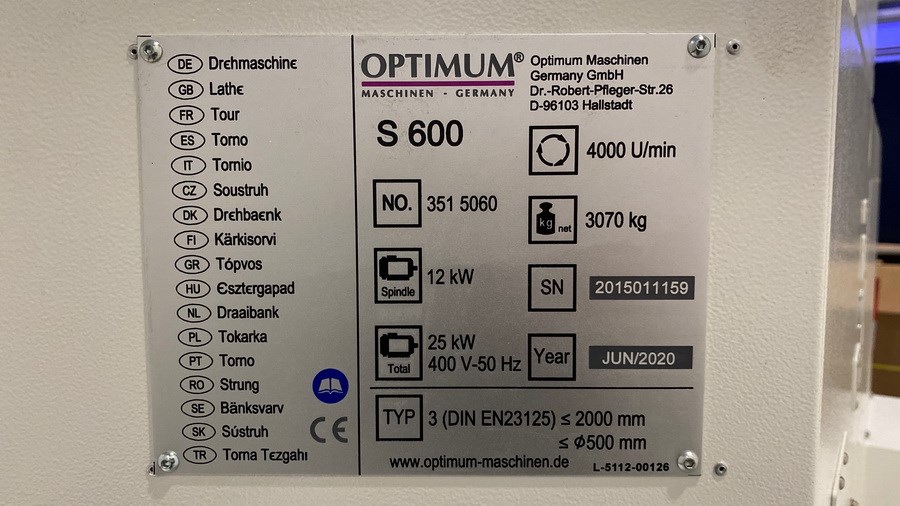 DE Drehmaschine
GB Lathe
FR Tour
ES Torno
IT Tornio
CZ Soustruh
DK Drehbaenk
FI Kärkisorvi
GR Tópvos
HU Esztergapad
NL Draaibank
PL Tokarka
PT Torno
RO Strung
SE Bänksvarv
SK Sústruh
TR Torna Tezgahı
CE
OPTIMUM®
MASCHINEN - GERMANY
Optimum Maschinen
Germany GmbH
Dr.-Robert-Pfleger-Str.26
D-96103 Hallstadt
S 600
4000 U/min
NO. 351 5060
kg net 3070 kg
Spindle 12 kW
SN 2015011159
Total 25 kW
400 V-50 Hz
Year JUN/2020
TYP 3 (DIN EN23125) ≤ 2000 mm
≤ Ø500 mm
www.optimum-maschinen.de
L-5112-00126